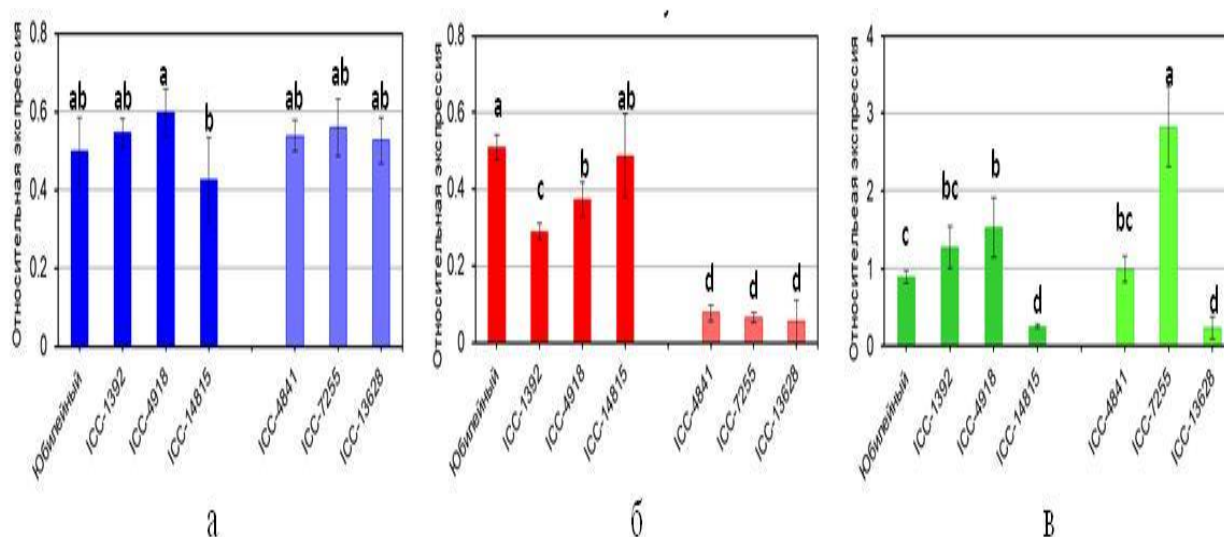 Относительная экспрессия
0.8
0.6
0.4
0.2
0
ab
ab
a
b
ab
ab
ab
Юбилейный
ICC-1392
ICC-4918
ICC-14815
ICC-4841
ICC-7255
ICC-13628
а
Относительная экспрессия
0.8
0.6
0.4
0.2
0
a
c
b
ab
d
d
d
Юбилейный
ICC-1392
ICC-4918
ICC-14815
ICC-4841
ICC-7255
ICC-13628
б
Относительеая экспрессия
4
3
2
1
0
c
bc
b
d
bc
a
d
Юбилейный
ICC-1392
ICC-4918
ICC-14815
ICC-4841
ICC-7255
ICC-13628
в